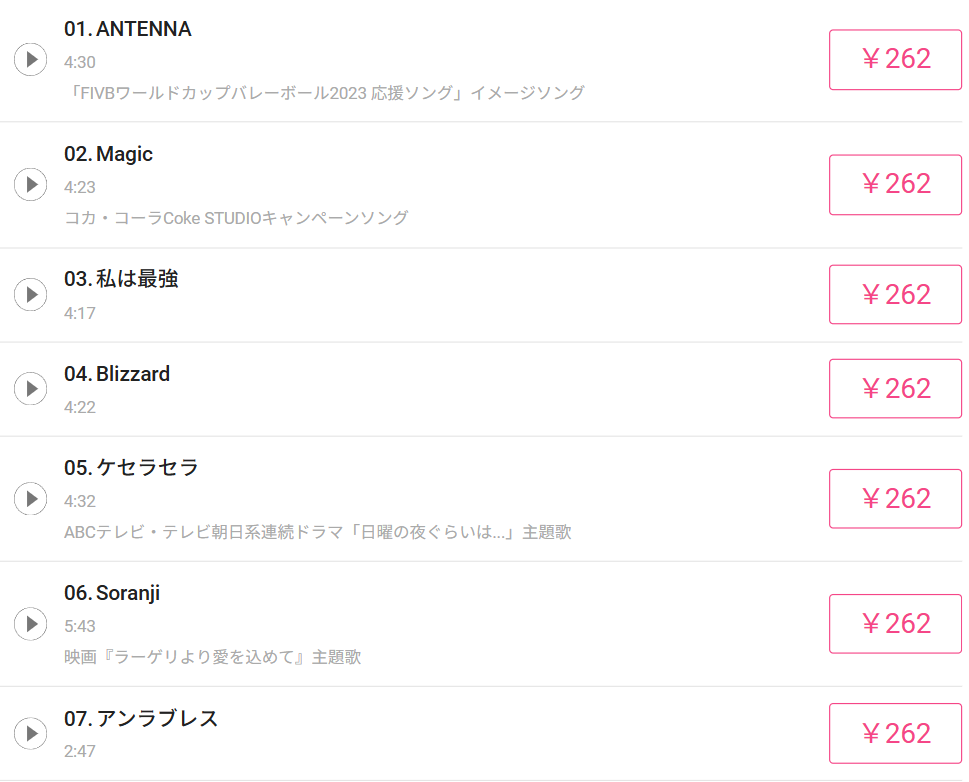 01. ANTENNA
4:30
「FIVBワールドカップバレーボール2023 応援ソング」イメージソング
￥262
02. Magic
4:23
コカ・コーラCoke STUDIOキャンペーンソング
￥262
03. 私は最強
4:17
￥262
04. Blizzard
4:22
￥262
05. ケセラセラ
4:32
ABCテレビ・テレビ朝日系連続ドラマ「日曜の夜ぐらいは...」主題歌
￥262
06. Soranji
5:43
映画『ラーゲリより愛を込めて』主題歌
￥262
07. アンラブレス
2:47
￥262